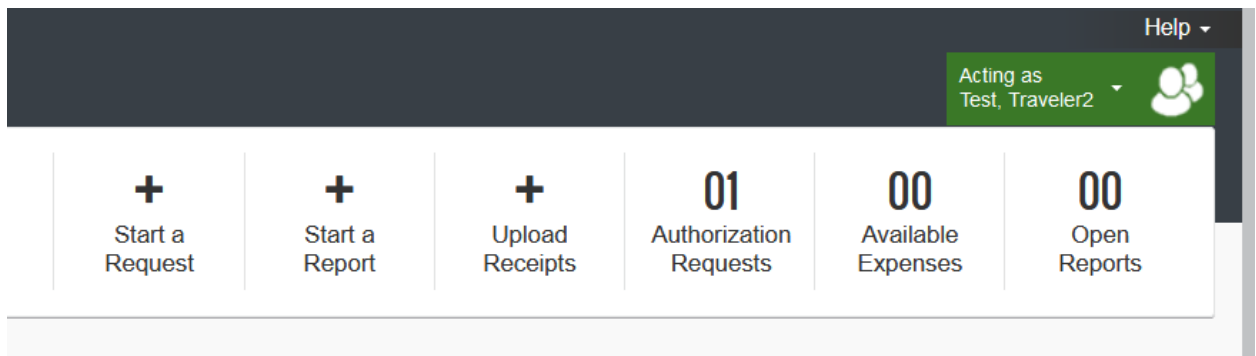 Help
Acting as
Test, Traveler2
+
Start a
Request
+
Start a
Report
+
Upload
Receipts
01
Authorization
Requests
00
Available
Expenses
00
Open
Reports